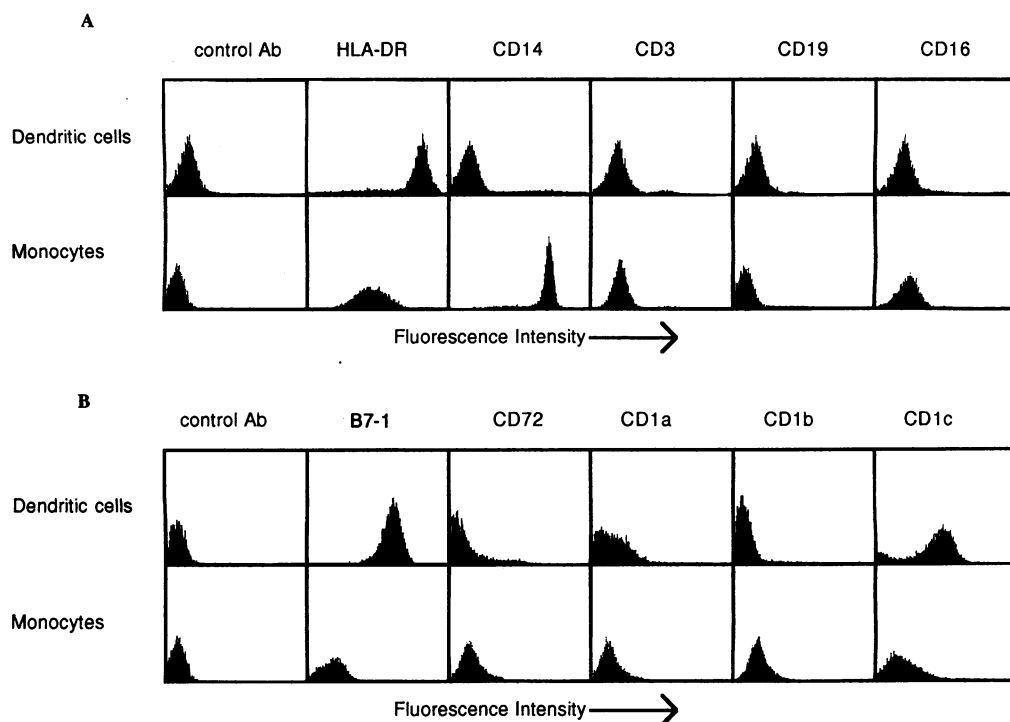 A
control Ab HLA-DR CD14 CD3 CD19 CD16
Dendritic cells
Monocytes
Fluorescence Intensity
B
control Ab B7-1 CD72 CD1a CD1b CD1c
Dendritic cells
Monocytes
Fluorescence Intensity